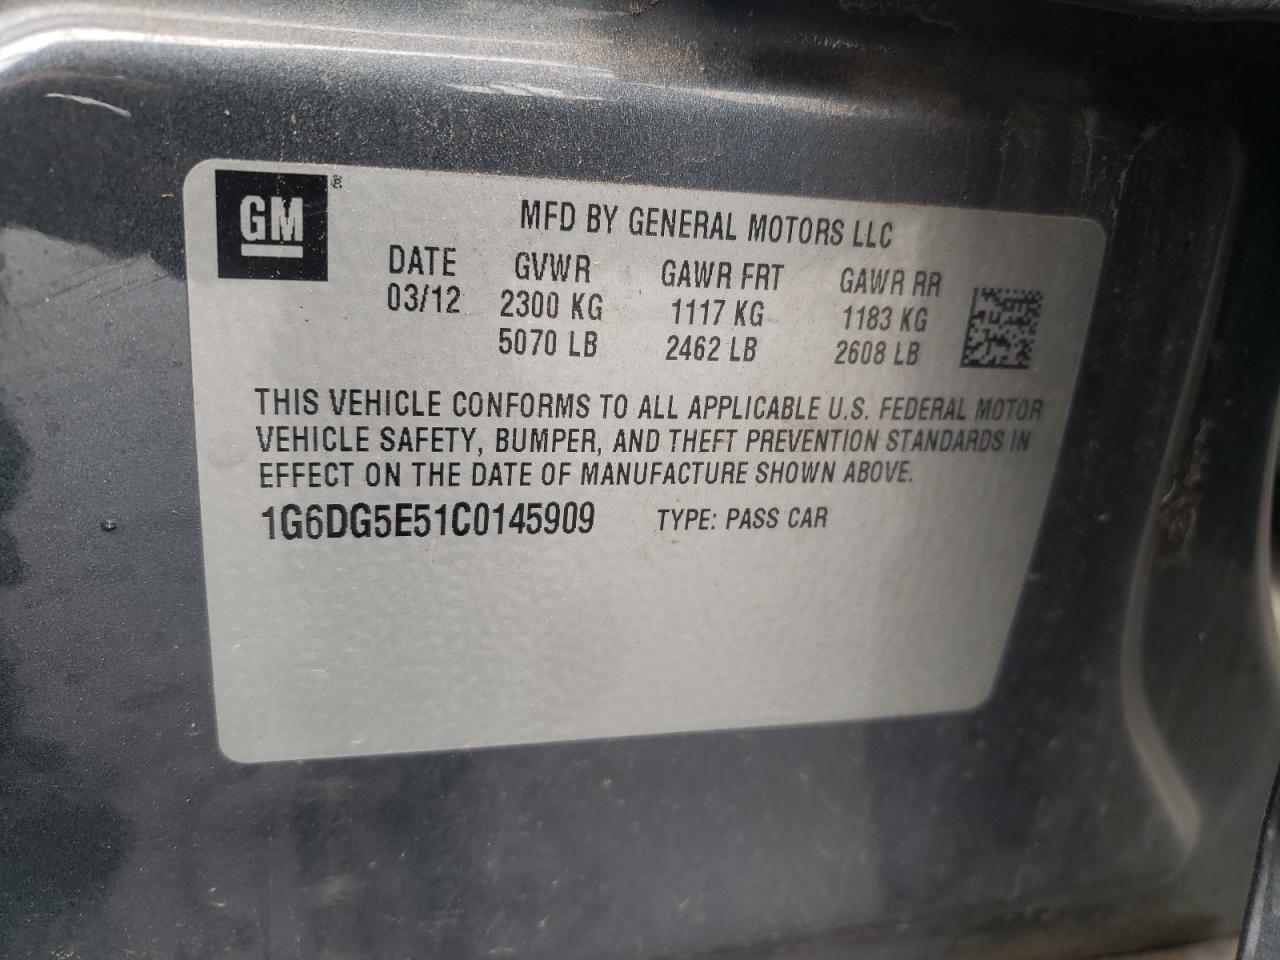 GM®
MFD BY GENERAL MOTORS LLC
DATE GVWR GAWR FRT GAWR RR
03/12 2300 KG 1117 KG 1183 KG
5070 LB 2462 LB 2608 LB
THIS VEHICLE CONFORMS TO ALL APPLICABLE U.S. FEDERAL MOTOR
VEHICLE SAFETY, BUMPER, AND THEFT PREVENTION STANDARDS IN
EFFECT ON THE DATE OF MANUFACTURE SHOWN ABOVE.
1G6DG5E51C0145909 TYPE: PASS CAR